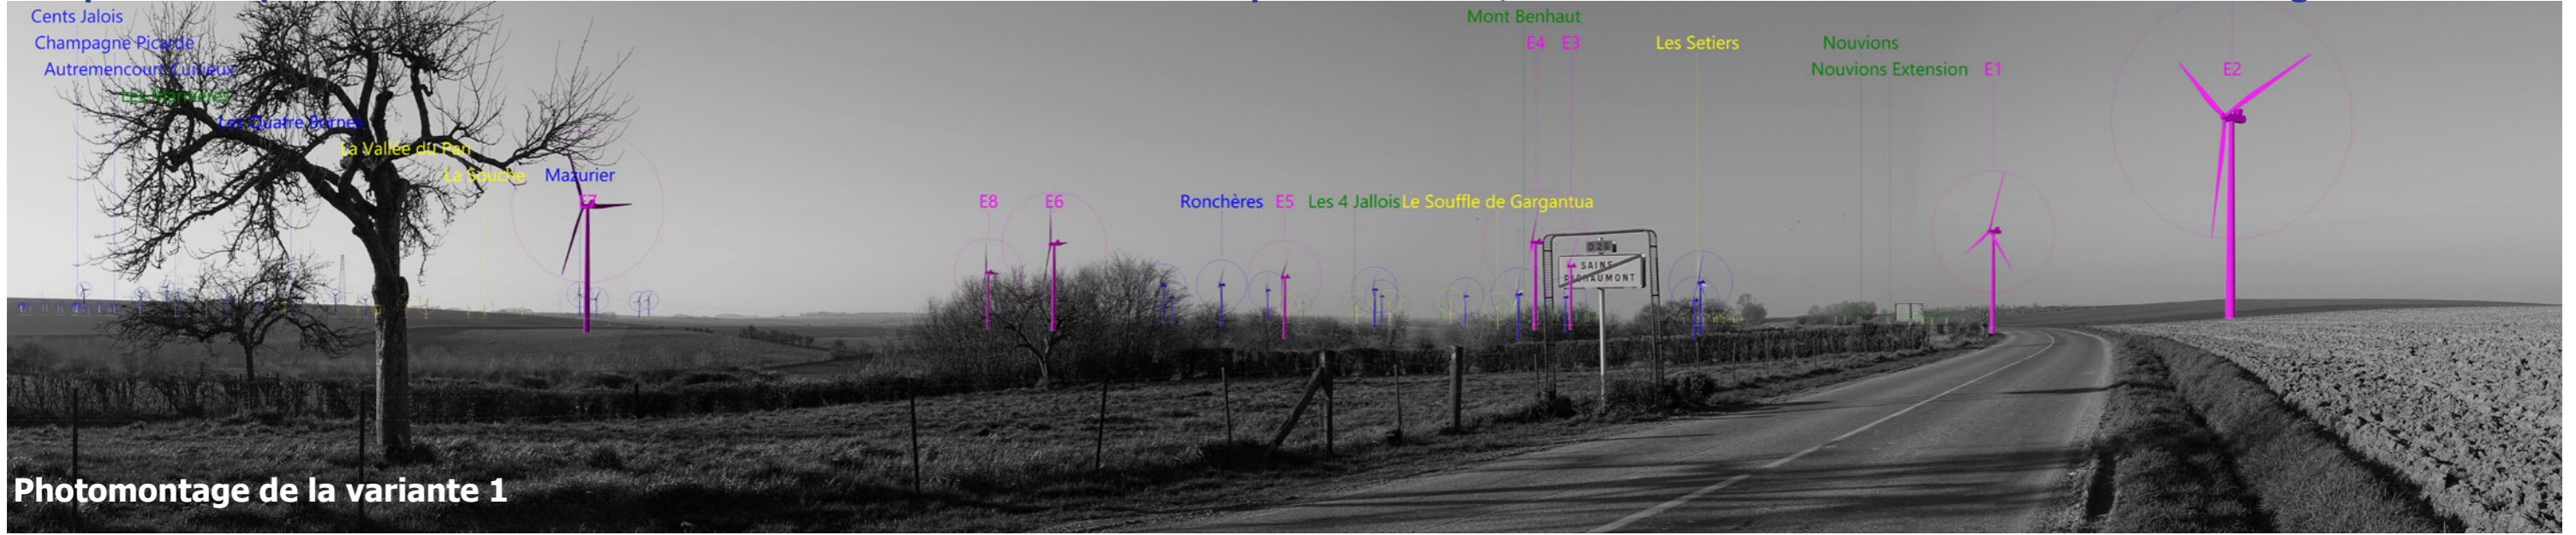 Cents Jalois
Champagne Picarde
Autremencourt Cuirieux
Les Marnières
Les Quatre Bornes
La Vallée du Pan
La Souche
Mazurier
E7
E8
E6
Ronchères
E5
Les 4 Jallois
Le Souffle de Gargantua
Mont Benhaut
E4
E3
Les Setiers
Nouvions
Nouvions Extension
E1
E2
D 26
SAINS
RICHAUMONT
Photomontage de la variante 1